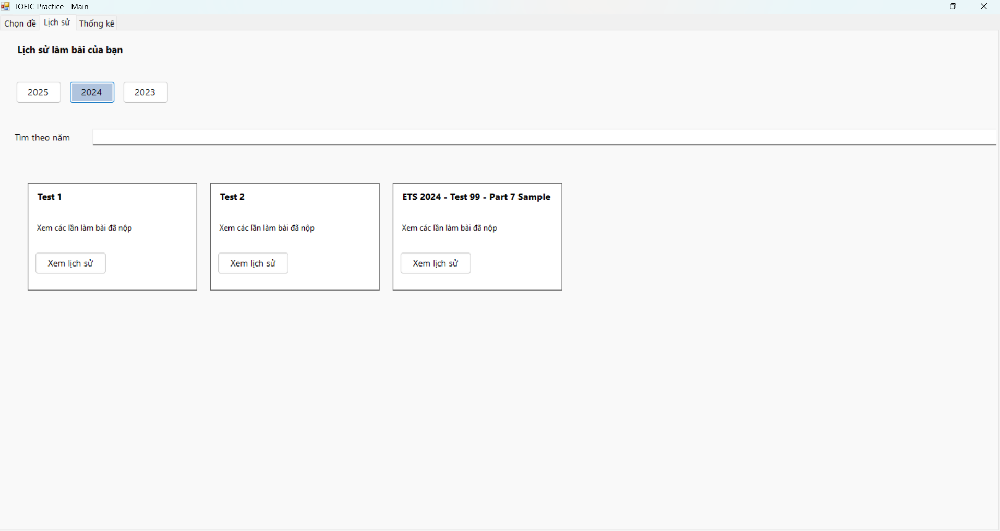 TOEIC Practice - Main
Chọn đề Lịch sử Thống kê
Lịch sử làm bài của bạn
2025 2024 2023
Tìm theo năm
Test 1 Test 2 ETS 2024 - Test 99 - Part 7 Sample
Xem các lần làm bài đã nộp Xem các lần làm bài đã nộp Xem các lần làm bài đã nộp
Xem lịch sử Xem lịch sử Xem lịch sử